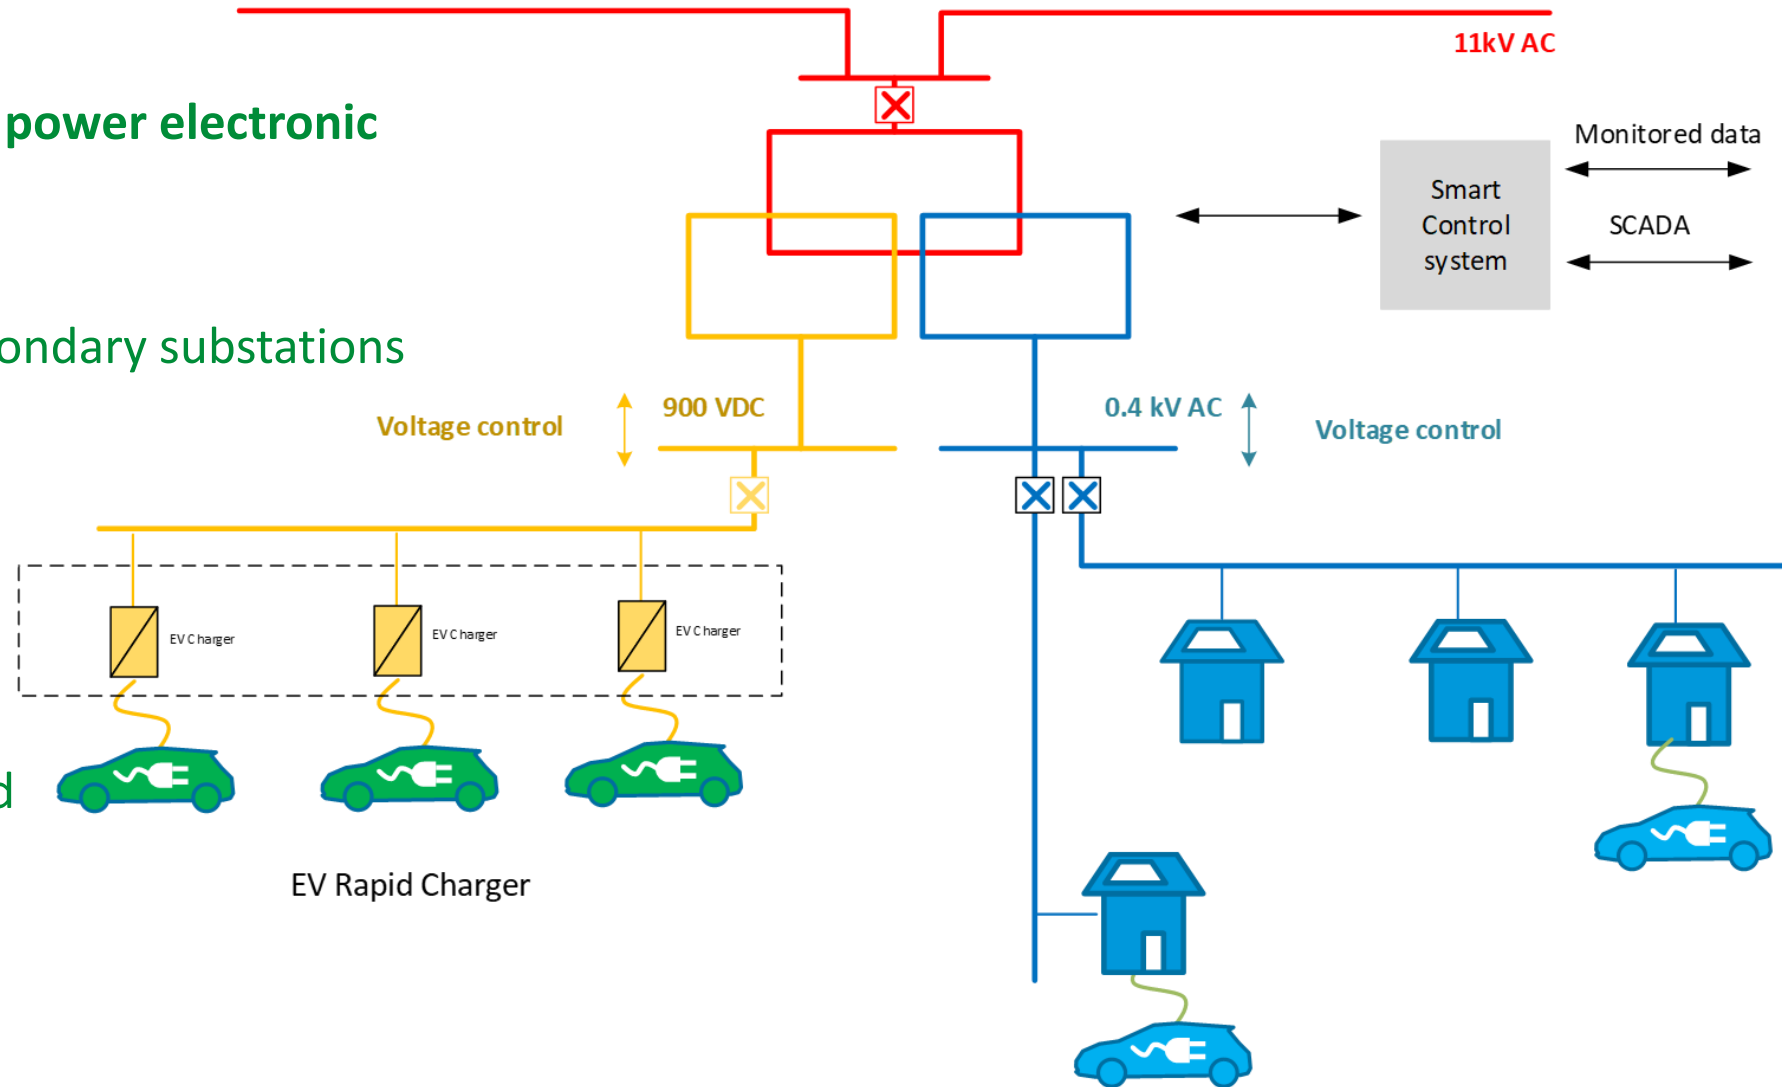 11kV AC
power electronic
Monitored data
Smart
Control
system
SCADA
ondary substations
Voltage control
900 VDC
0.4 kV AC
Voltage control
EV Charger
EV Charger
EV Charger
d
EV Rapid Charger